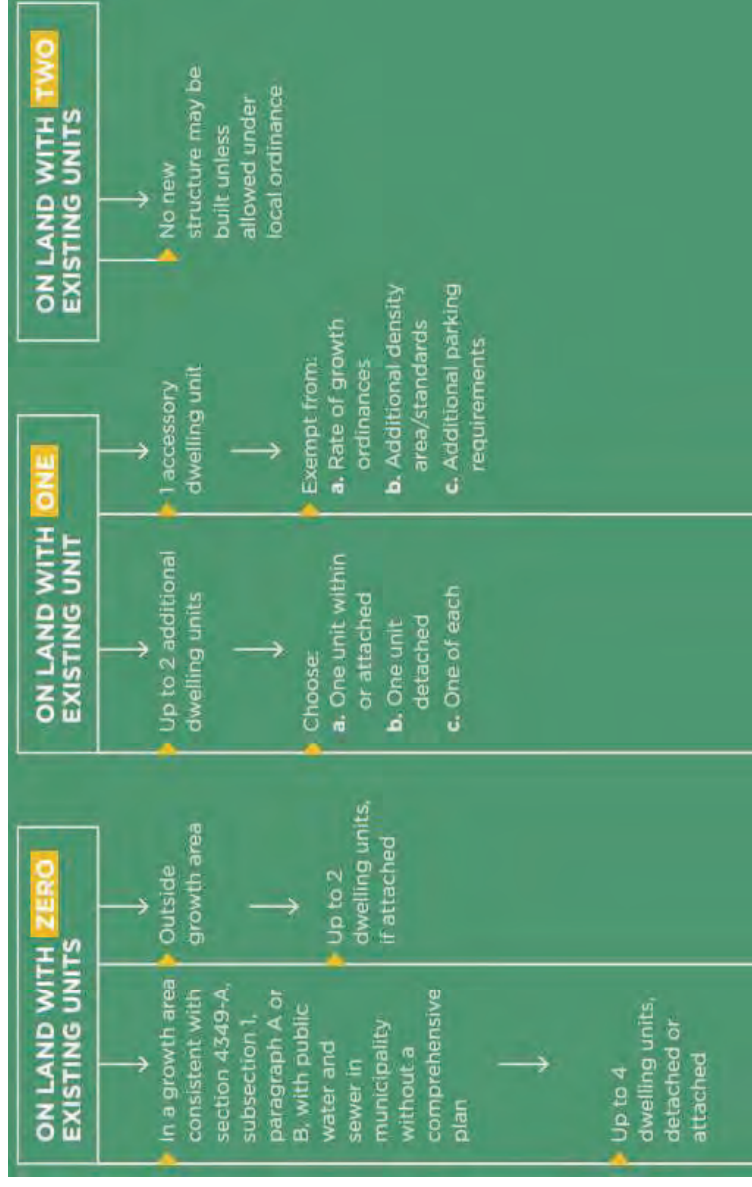 ON LAND WITH ZERO
EXISTING UNITS
In a growth area
consistent with
section 4349-A,
subsection 1,
paragraph A or
B, with public
water and
sewer in
municipality
without a
comprehensive
plan
Up to 4
dwelling units,
detached or
attached
Outside
growth area
Up to 2
dwelling units,
if attached
ON LAND WITH ONE
EXISTING UNIT
Up to 2 additional
dwelling units
Choose:
a. One unit within
or attached
b. One unit
detached
c. One of each
1 accessory
dwelling unit
Exempt from:
a. Rate of growth
ordinances
b. Additional density
area/standards
c. Additional parking
requirements
ON LAND WITH TWO
EXISTING UNITS
No new
structure may be
built unless
allowed under
local ordinance